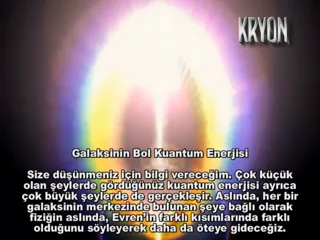 KRYON
Galaksinin Bol Kuantum Enerjisi
Size düşünmeniz için bilgi vereceğim. Çok küçük
olan şeylerde gördüğünüz kuantum enerjisi ayrıca
çok büyük şeylerde de gerçekleşir. Aslında, her bir
galaksinin merkezinde bulunan şeye bağlı olarak
fiziğin aslında, Evren'in farklı kısımlarında farklı
olduğunu söyleyerek daha da öteye gideceğiz.